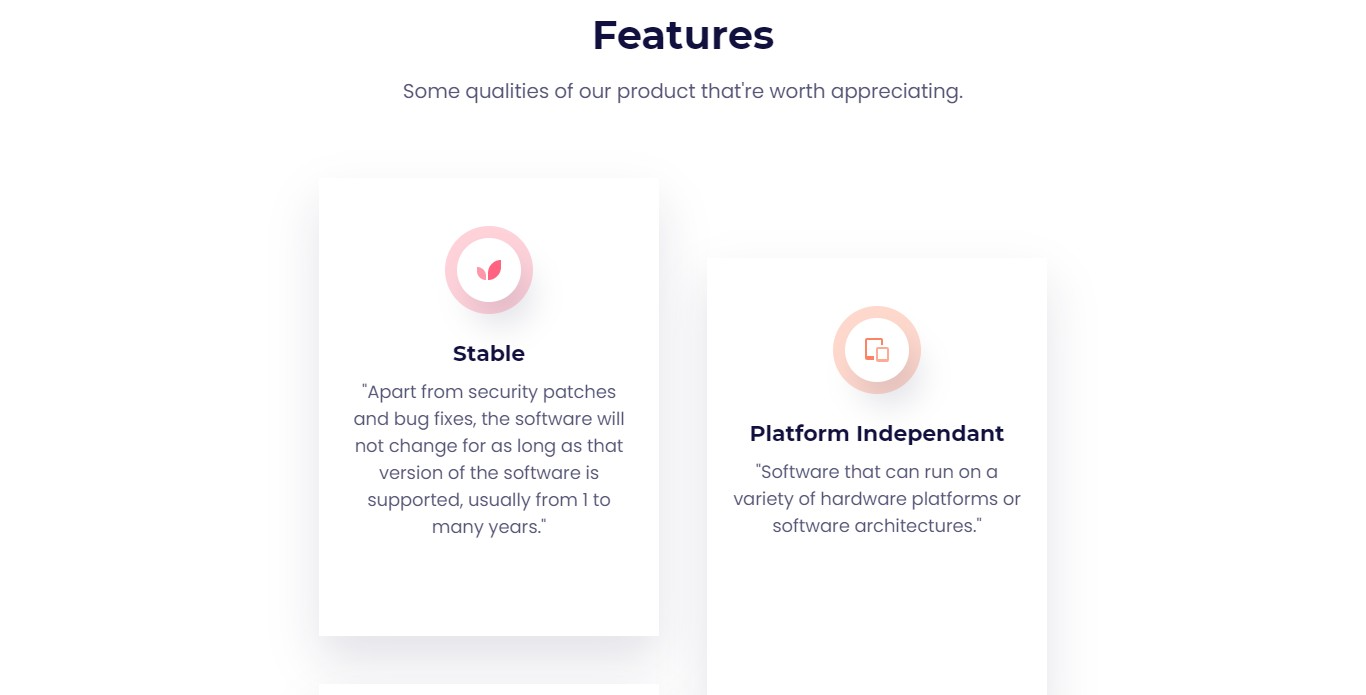 Features
Some qualities of our product that're worth appreciating.
Stable
"Apart from security patches
and bug fixes, the software will
not change for as long as that
version of the software is
supported, usually from 1 to
many years."
Platform Independant
"Software that can run on a
variety of hardware platforms or
software architectures."